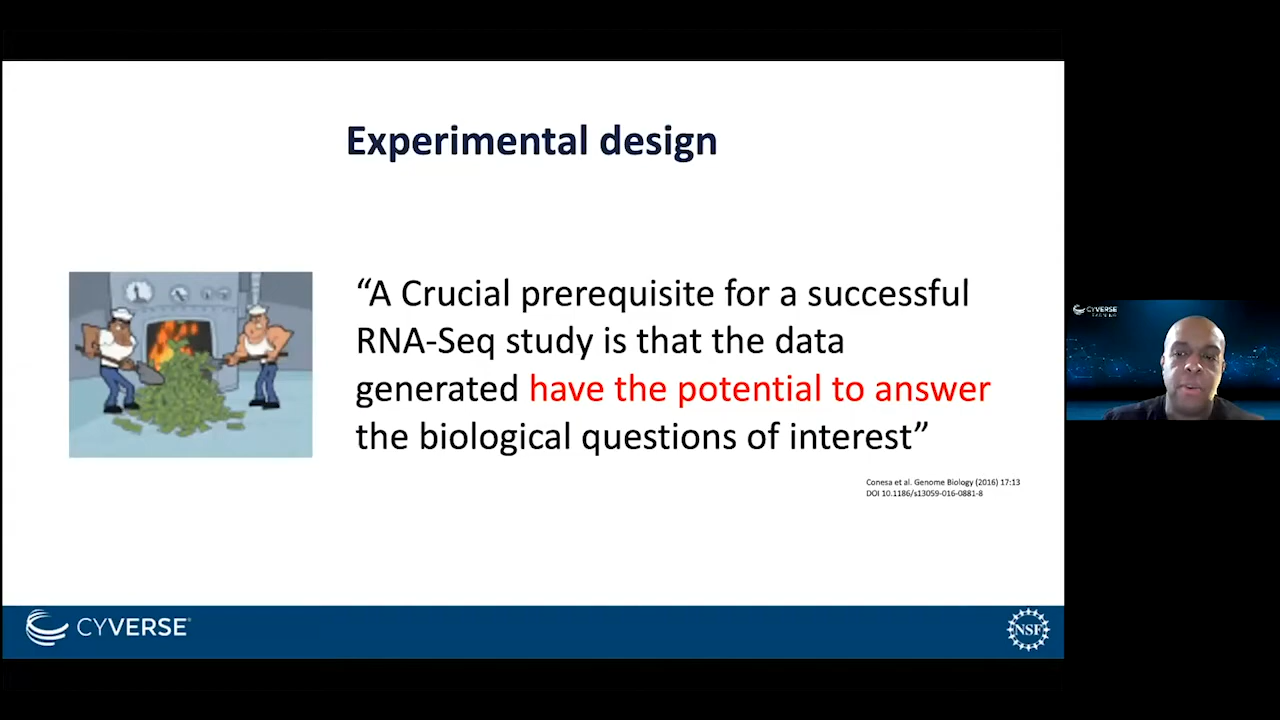 Experimental design
“A Crucial prerequisite for a successful
RNA-Seq study is that the data
generated have the potential to answer
the biological questions of interest”
Conesa et al. Genome Biology (2016) 17:13
DOI 10.1186/s13059-016-0881-8
CYVERSE
NSF
CYVERSE